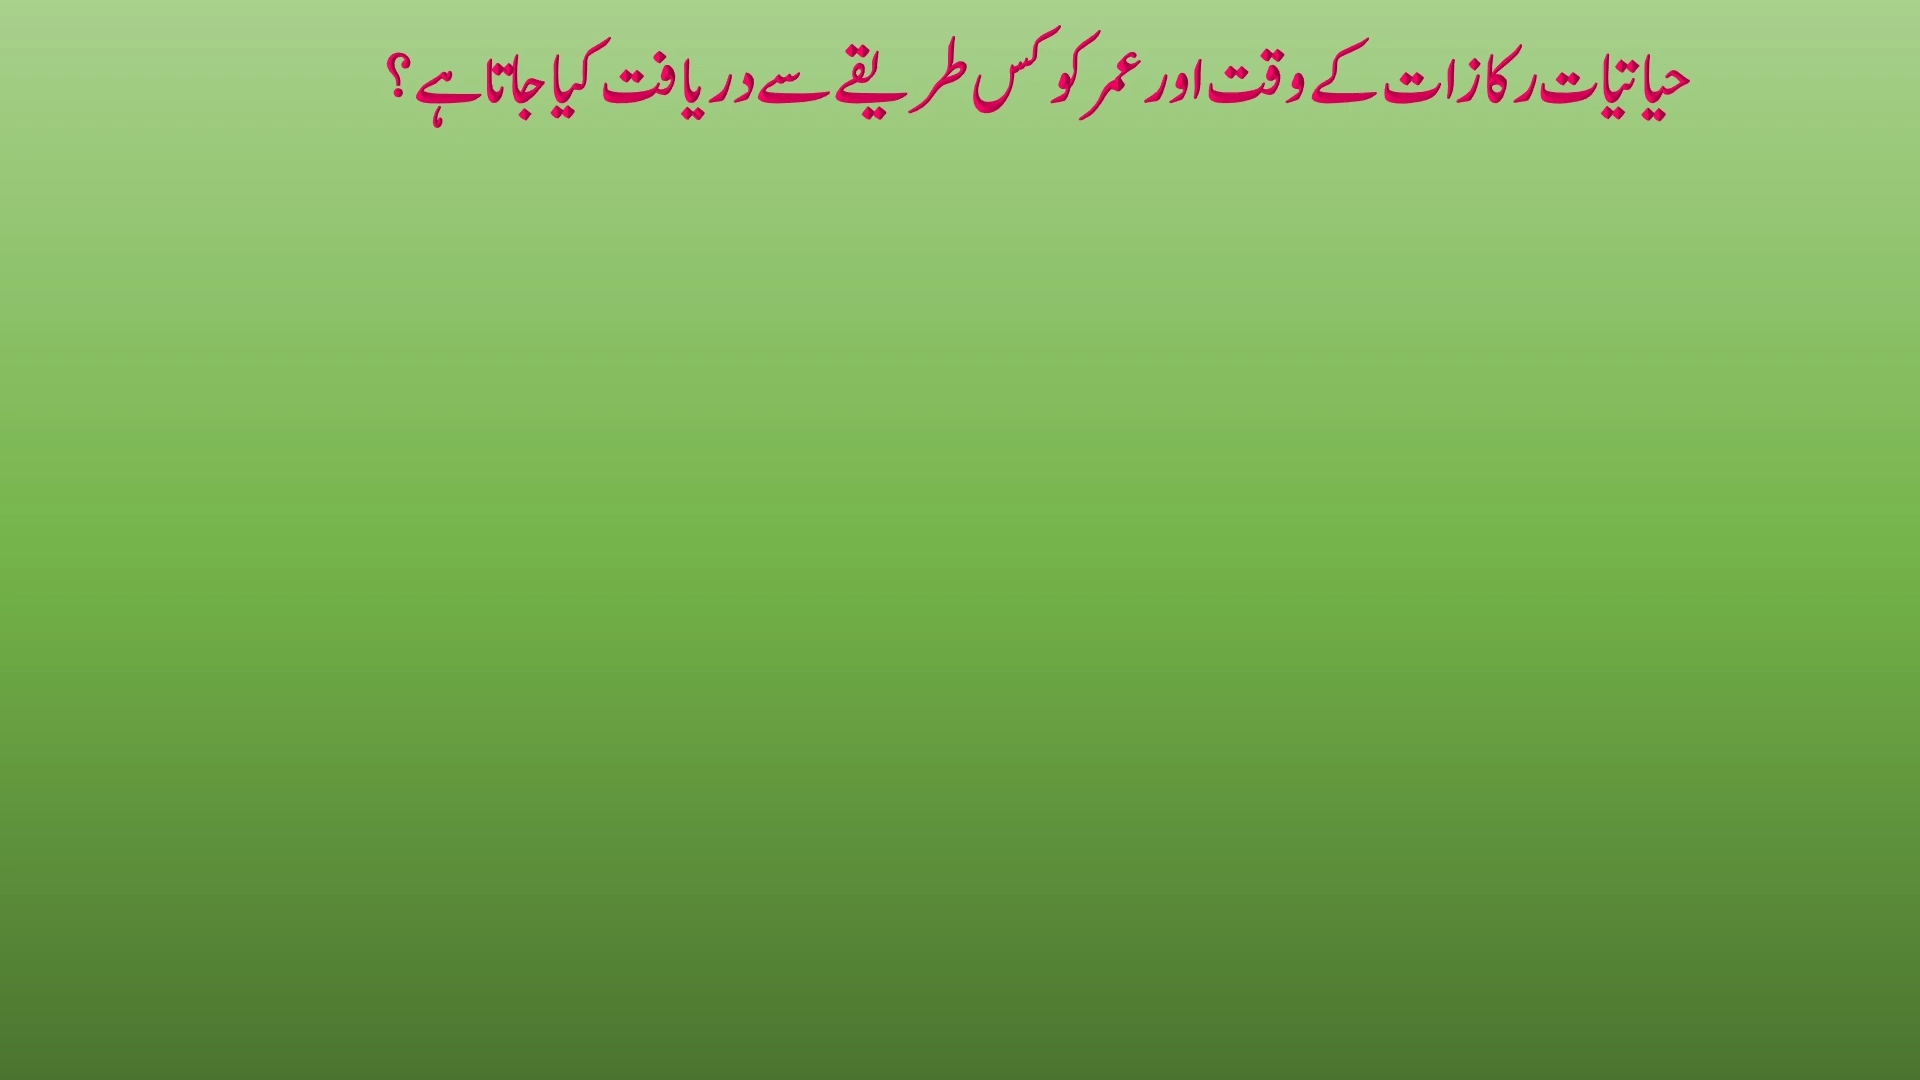 حیاتیات رکازات کے وقت اور عمر کو کس طریقے سے دریافت کیا جاتا ہے؟